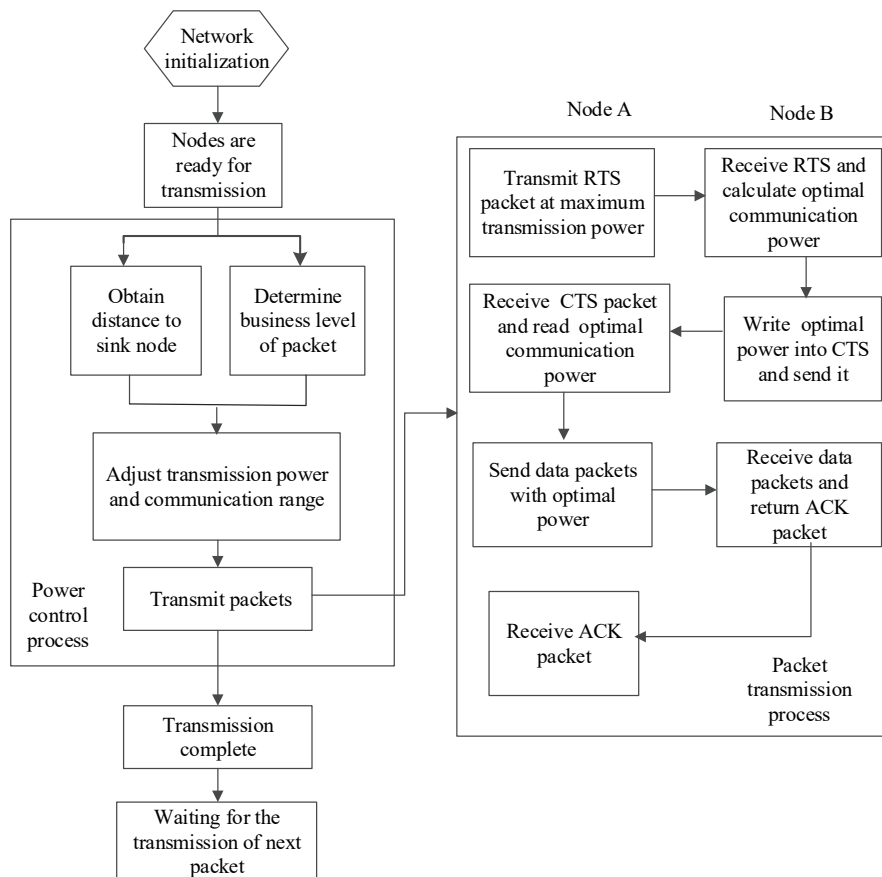 Network
initialization
Nodes are
ready for
transmission
Obtain
distance to
sink node
Determine
business level
of packet
Adjust transmission power
and communication range
Power
control
process
Transmit packets
Transmission
complete
Waiting for the
transmission of next
packet
Node A
Node B
Transmit RTS
packet at maximum
transmission power
Receive RTS and
calculate optimal
communication
power
Receive CTS packet
and read optimal
communication
power
Write optimal
power into CTS
and send it
Send data packets
with optimal
power
Receive data
packets and
return ACK
packet
Receive ACK
packet
Packet
transmission
process